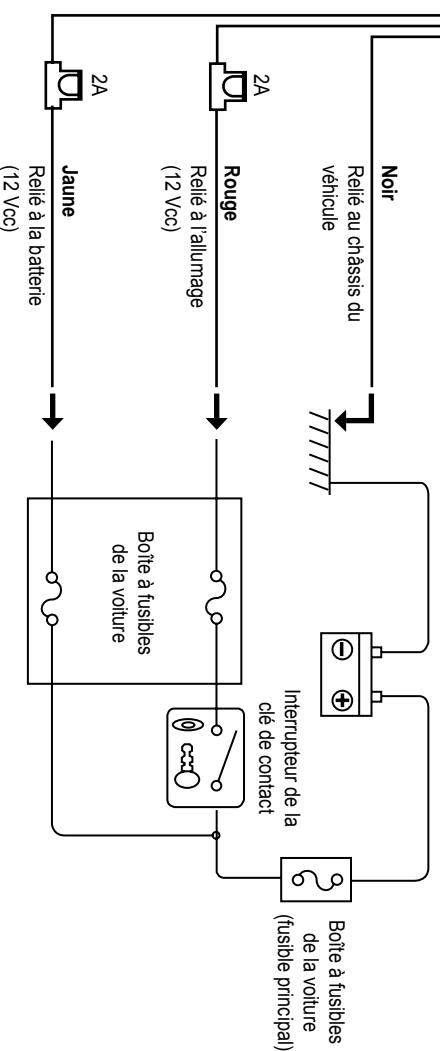 Noir
Relié au châssis du
véhicule
2A
Rouge
Relié à l'allumage
(12 Vcc)
2A
Jaune
Relié à la batterie
(12 Vcc)
Boîte à fusibles
de la voiture
Interrupteur de la
clé de contact
Boîte à fusibles
de la voiture
(fusible principal)